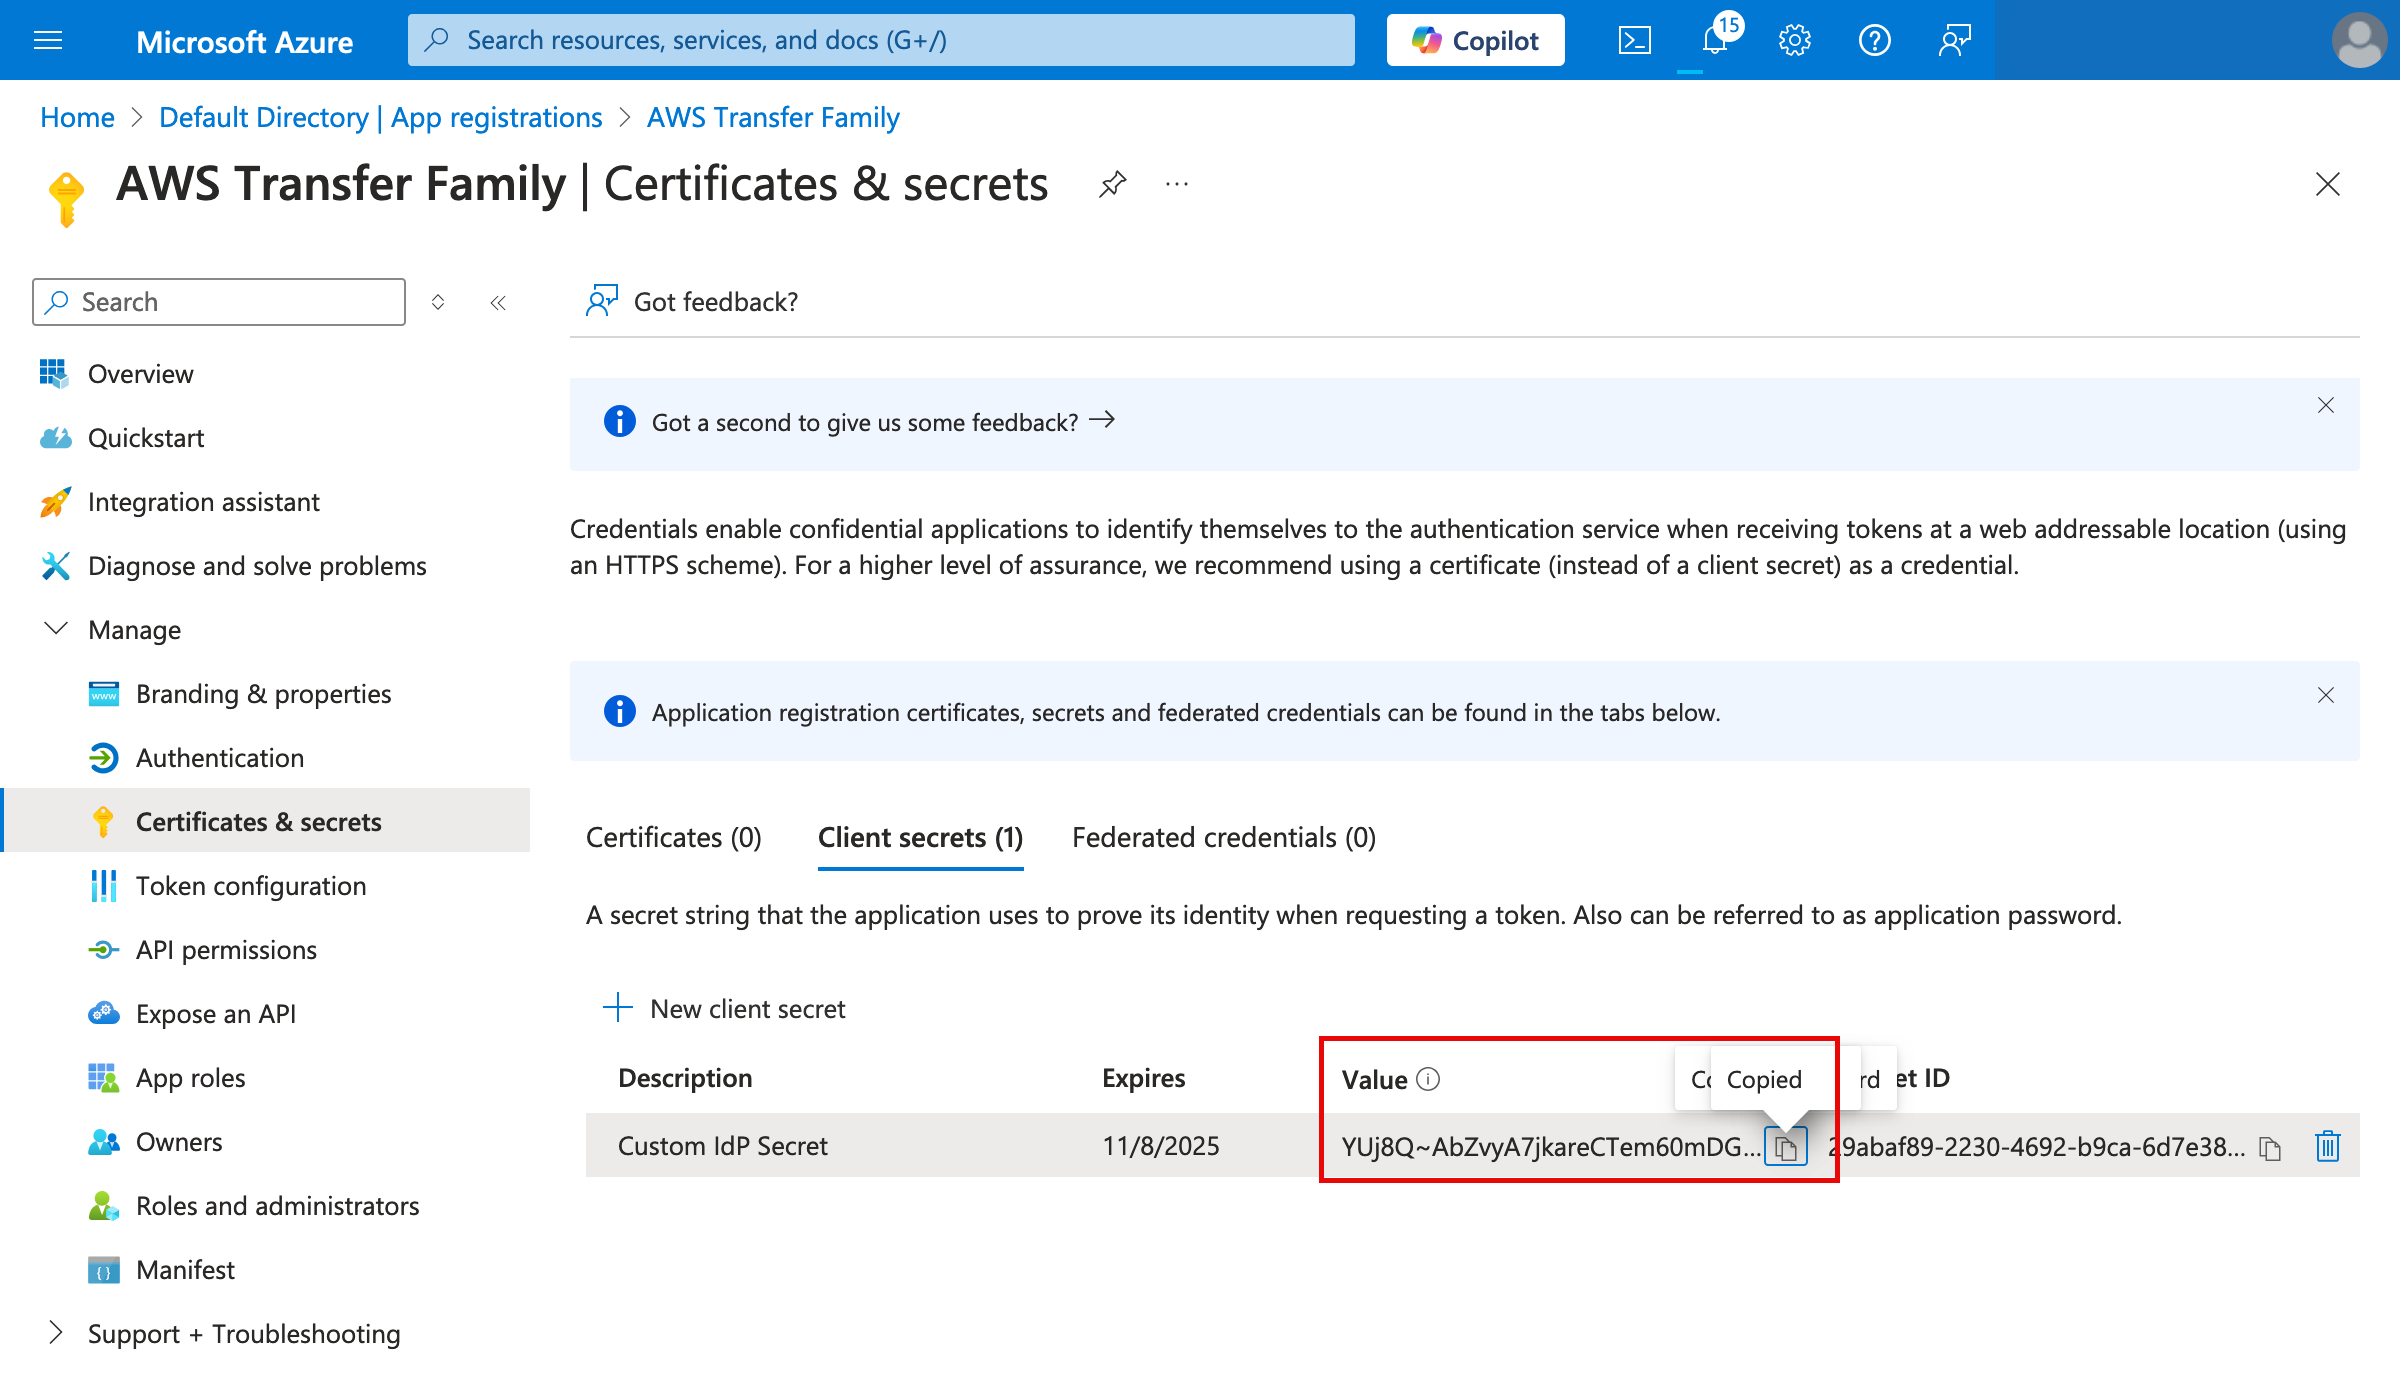 Microsoft Azure
Search resources, services, and docs (G+/)
Copilot
15
Home > Default Directory | App registrations > AWS Transfer Family
AWS Transfer Family | Certificates & secrets
Search
Overview
Quickstart
Integration assistant
Diagnose and solve problems
Manage
Branding & properties
Authentication
Certificates & secrets
Token configuration
API permissions
Expose an API
App roles
Owners
Roles and administrators
Manifest
Support + Troubleshooting
Got feedback?
Got a second to give us some feedback?
Credentials enable confidential applications to identify themselves to the authentication service when receiving tokens at a web addressable location (using
an HTTPS scheme). For a higher level of assurance, we recommend using a certificate (instead of a client secret) as a credential.
Application registration certificates, secrets and federated credentials can be found in the tabs below.
Certificates (0) Client secrets (1) Federated credentials (0)
A secret string that the application uses to prove its identity when requesting a token. Also can be referred to as application password.
New client secret
Description Expires Value Copied ID
Custom IdP Secret 11/8/2025 YUj8Q~AbZvyA7jkareCTem60mDG... 29abaf89-2230-4692-b9ca-6d7e38...